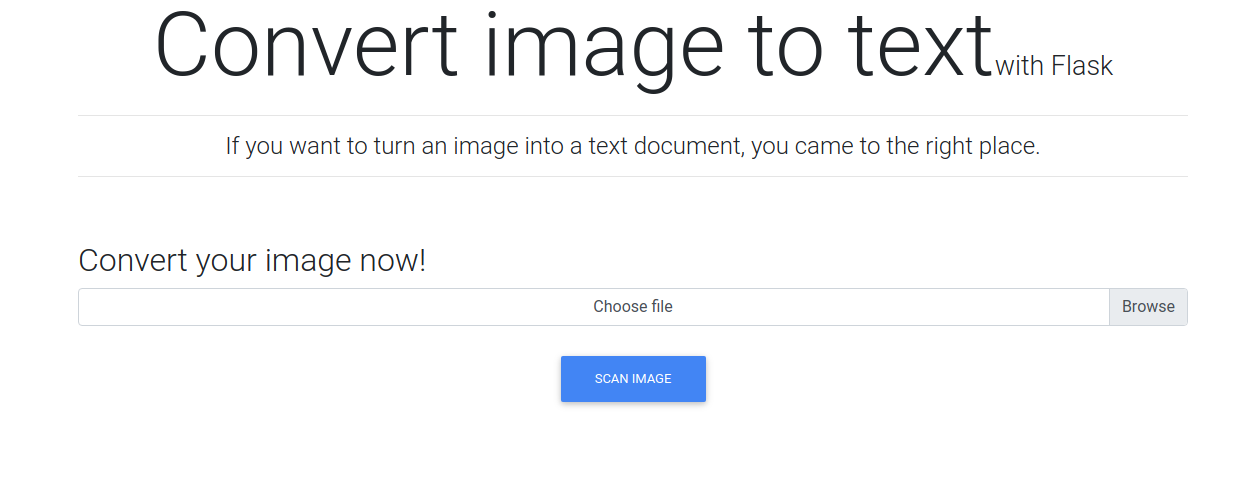 Convert image to text with Flask
If you want to turn an image into a text document, you came to the right place.
Convert your image now!
Choose file Browse
SCAN IMAGE